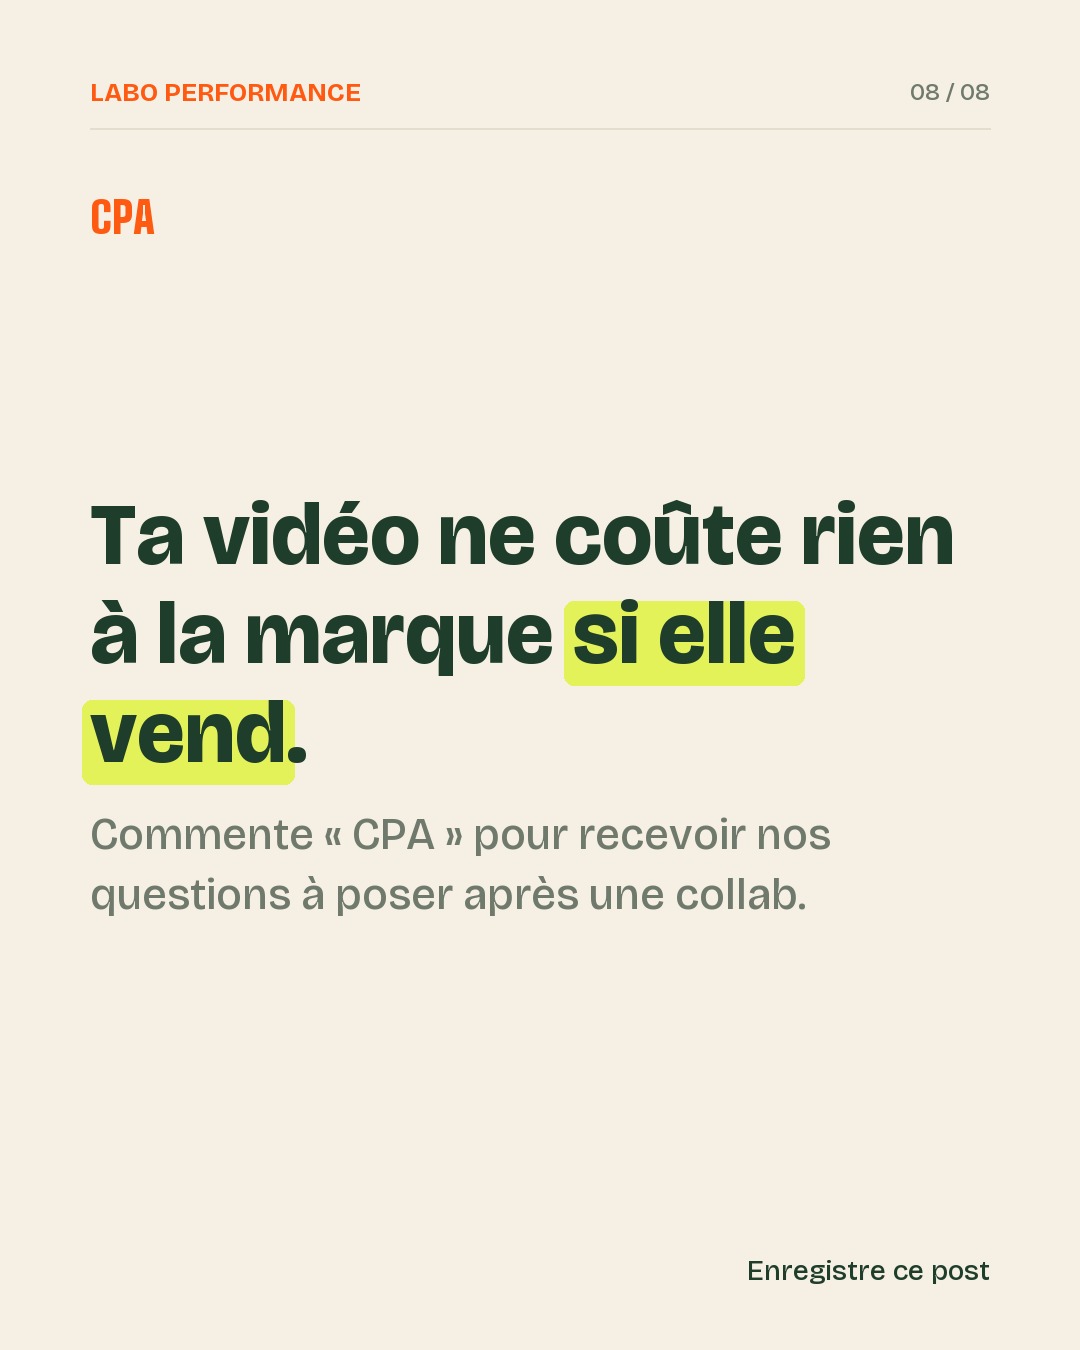 LABO PERFORMANCE
08 / 08
CPA
Ta vidéo ne coûte rien
à la marque si elle
vend.
Commente « CPA » pour recevoir nos
questions à poser après une collab.
Enregistre ce post